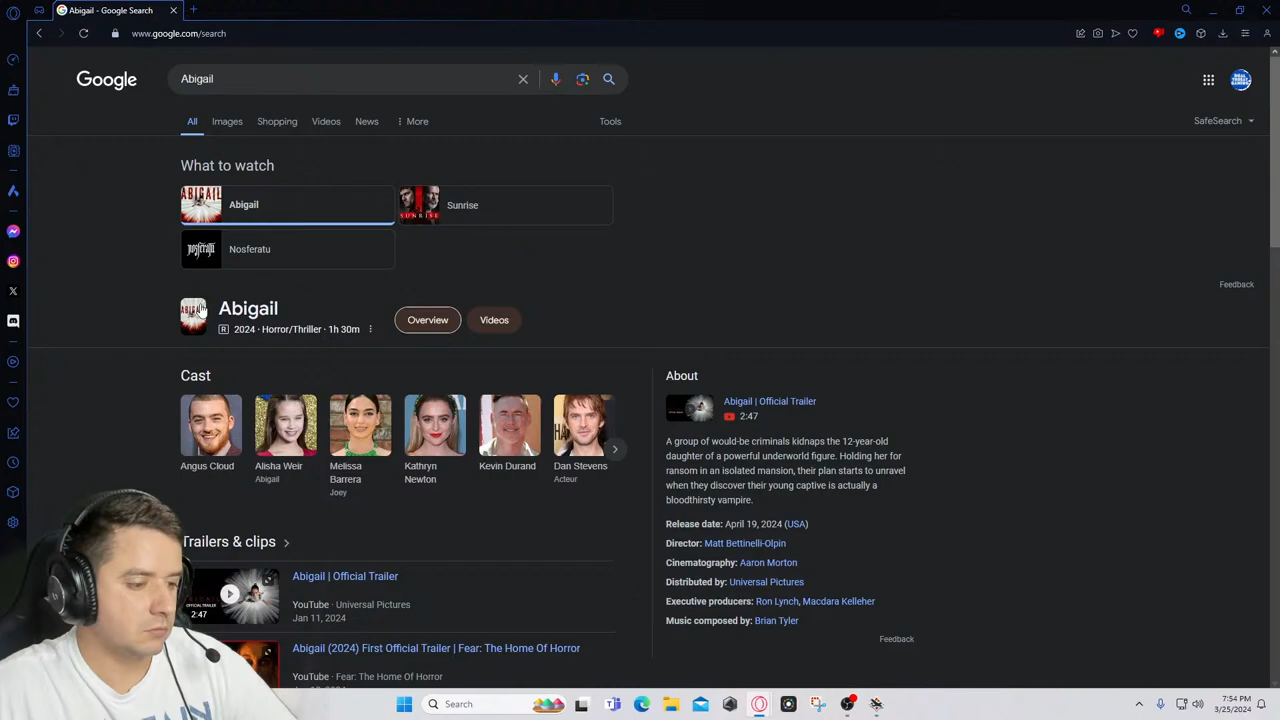 Abigail - Google Search
www.google.com/search
Google
Abigail
All
Images
Shopping
Videos
News
More
Tools
SafeSearch
What to watch
ABIGAIL
Abigail
SUNRISE
Sunrise
nosferatu
Nosferatu
Feedback
Abigail
R 2024 · Horror/Thriller · 1h 30m
Overview
Videos
Cast
Angus Cloud
Alisha Weir
Abigail
Melissa
Barrera
Joey
Kathryn
Newton
Kevin Durand
Dan Stevens
Acteur
Trailers & clips
2:47
Abigail | Official Trailer
YouTube · Universal Pictures
Jan 11, 2024
Abigail (2024) First Official Trailer | Fear: The Home Of Horror
YouTube · Fear: The Home Of Horror
About
Abigail | Official Trailer
2:47
A group of would-be criminals kidnaps the 12-year-old
daughter of a powerful underworld figure. Holding her for
ransom in an isolated mansion, their plan starts to unravel
when they discover their young captive is actually a
bloodthirsty vampire.
Release date: April 19, 2024 (USA)
Director: Matt Bettinelli-Olpin
Cinematography: Aaron Morton
Distributed by: Universal Pictures
Executive producers: Ron Lynch, Macdara Kelleher
Music composed by: Brian Tyler
Feedback
Search
7:54 PM
3/25/2024